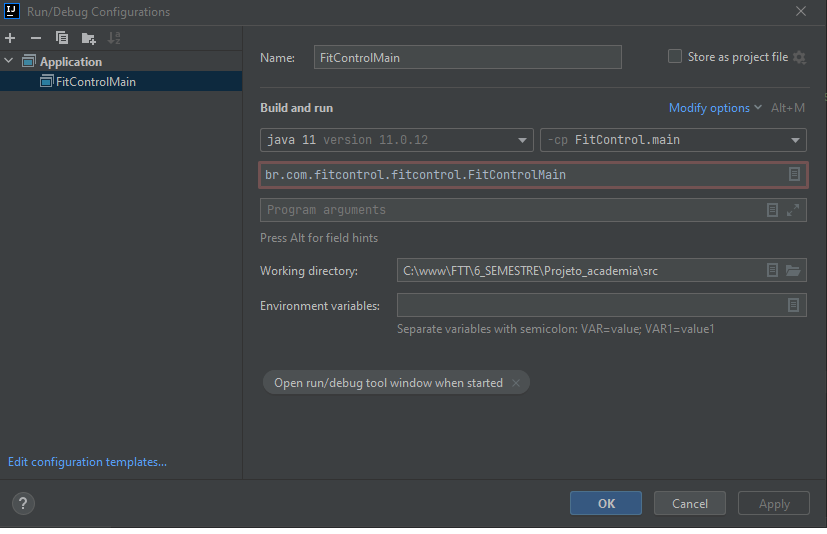 IJ
Run/Debug Configurations
Application
FitControlMain
Edit configuration templates...
Name:
FitControlMain
Store as project file
Build and run
Modify options
Alt+M
java 11 version 11.0.12
-cp FitControl.main
br.com.fitcontrol.fitcontrol.FitControlMain
Program arguments
Press Alt for field hints
Working directory:
C:\www\FTT\6_SEMESTRE\Projeto_academia\src
Environment variables:
Separate variables with semicolon: VAR=value; VAR1=value1
Open run/debug tool window when started
?
OK
Cancel
Apply